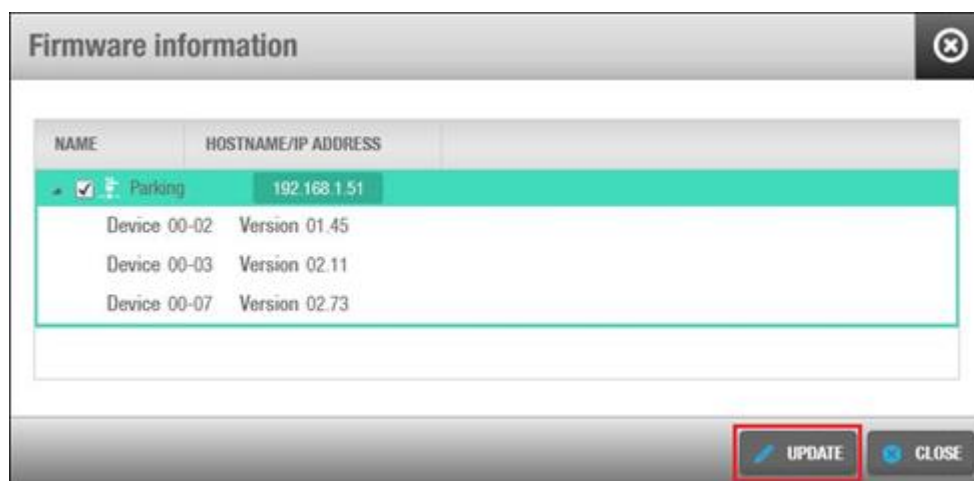 Firmware information
NAME HOSTNAME/IP ADDRESS
Parking 192.168.1.51
Device 00-02 Version 01.45
Device 00-03 Version 02.11
Device 00-07 Version 02.73
UPDATE CLOSE